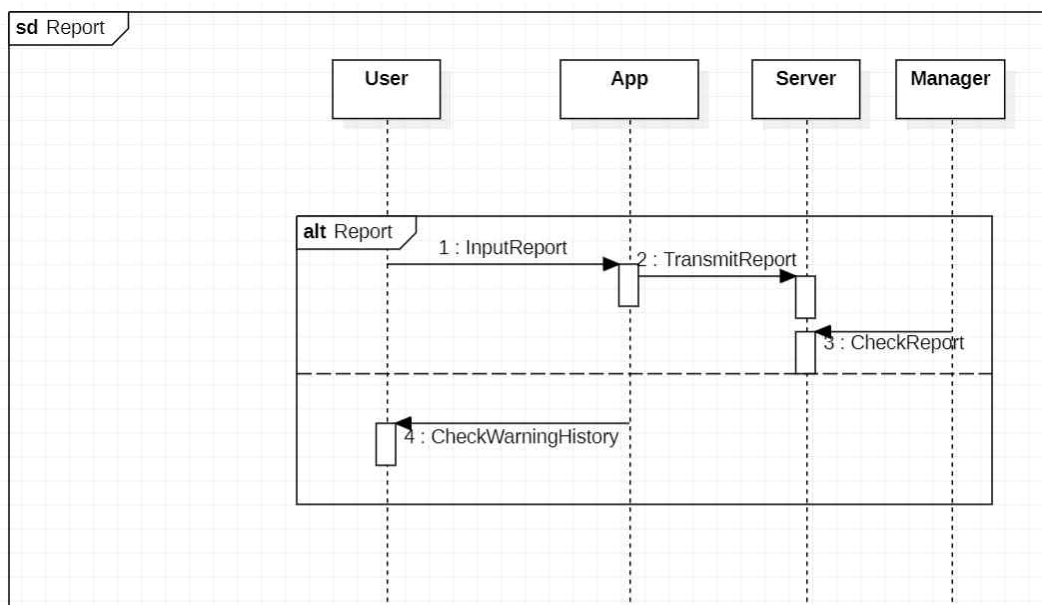 sd Report
User
App
Server
Manager
alt Report
1 : InputReport
2 : TransmitReport
3 : CheckReport
4 : CheckWarningHistory